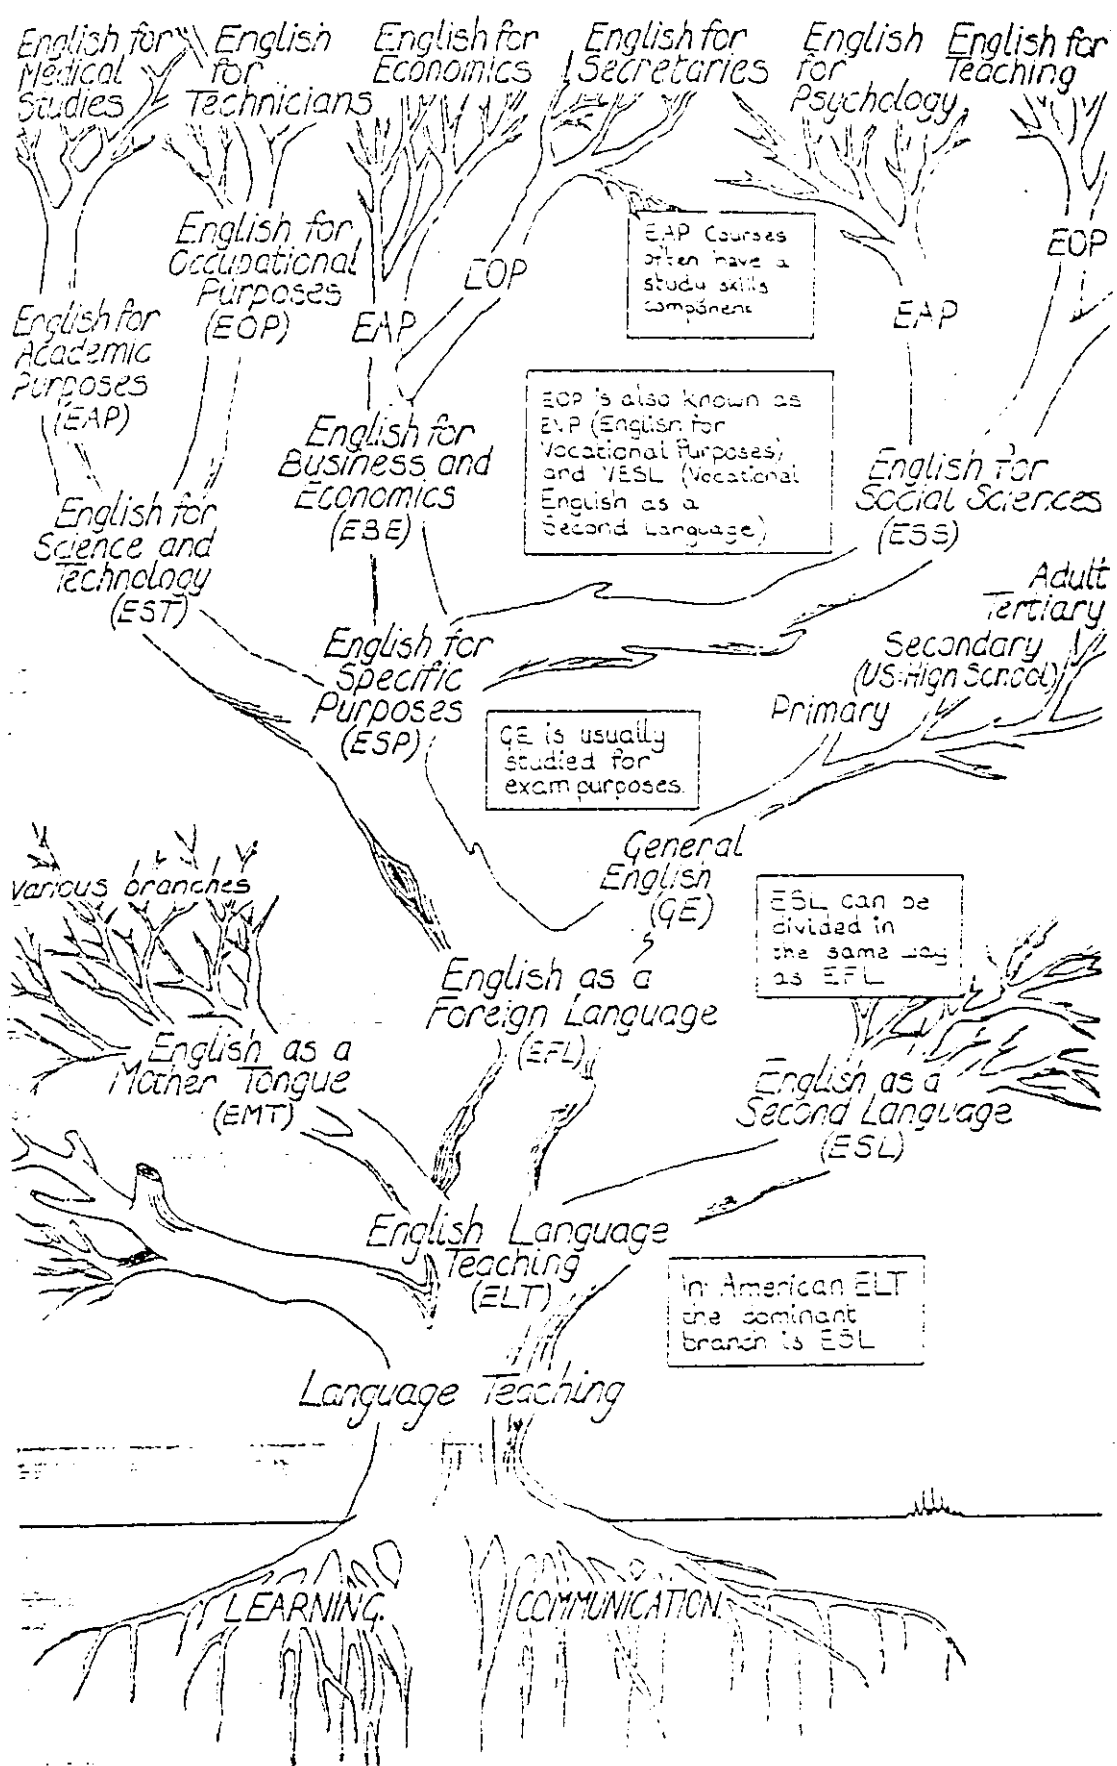 English for
Medical
Studies
English
for
Technicians
English for
Economics
English for
Secretaries
English
for
Psychology
English for
Teaching
English for
Academic
Purposes
(EAP)
English for
Occupational
Purposes
(EOP)
EAP
EOP
EAP Courses
often have a
study skills
component
EAP
EOP
English for
Science and
Technology
(EST)
English for
Business and
Economics
(EBE)
EOP is also known as
EVP (English for
Vocational Purposes)
and VESL (Vocational
English as a
Second Language)
English for
Social Sciences
(ESS)
English for
Specific
Purposes
(ESP)
Adult
Tertiary
Secondary
(US:High School)
Primary
GE is usually
studied for
exam purposes.
General
English
(GE)
Various branches
English as a
Mother Tongue
(EMT)
English as a
Foreign Language
(EFL)
ESL can be
divided in
the same way
as EFL
English as a
Second Language
(ESL)
English Language
Teaching
(ELT)
In American ELT
the dominant
branch is ESL
Language Teaching
LEARNING.
COMMUNICATION.